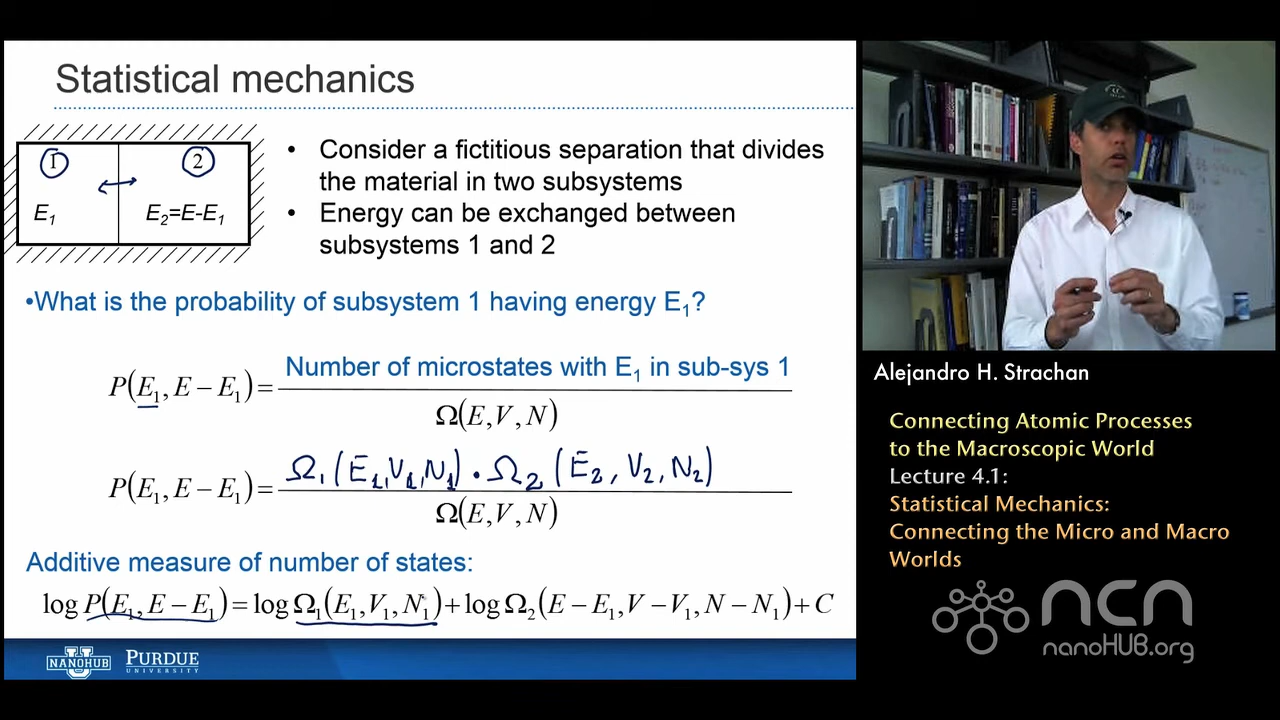 Statistical mechanics
1
2
E₁
E₂=E-E₁
• Consider a fictitious separation that divides
the material in two subsystems
• Energy can be exchanged between
subsystems 1 and 2
•What is the probability of subsystem 1 having energy E₁?
P(E₁, E − E₁) = Number of microstates with E₁ in sub-sys 1
Ω(E,V,N)
P(E₁, E − E₁) = Ω₁(E₁,V₁,N₁) · Ω₂(E₂, V₂, N₂)
Ω(E,V,N)
Additive measure of number of states:
log P(E₁, E − E₁) = log Ω₁(E₁,V₁,N₁) + log Ω₂(E − E₁,V − V₁, N − N₁) + C
NANOHUB U
PURDUE
UNIVERSITY
Alejandro H. Strachan
Connecting Atomic Processes
to the Macroscopic World
Lecture 4.1:
Statistical Mechanics:
Connecting the Micro and Macro
Worlds
ncn
nanoHUB.org